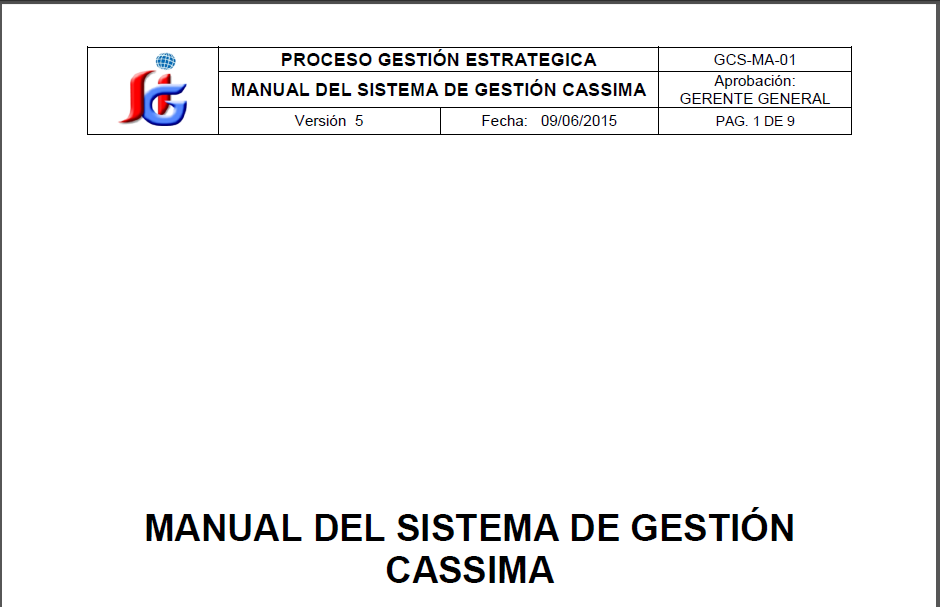 PROCESO GESTIÓN ESTRATEGICA
GCS-MA-01
MANUAL DEL SISTEMA DE GESTIÓN CASSIMA
Aprobación:
GERENTE GENERAL
Versión 5
Fecha: 09/06/2015
PAG. 1 DE 9
MANUAL DEL SISTEMA DE GESTIÓN
CASSIMA